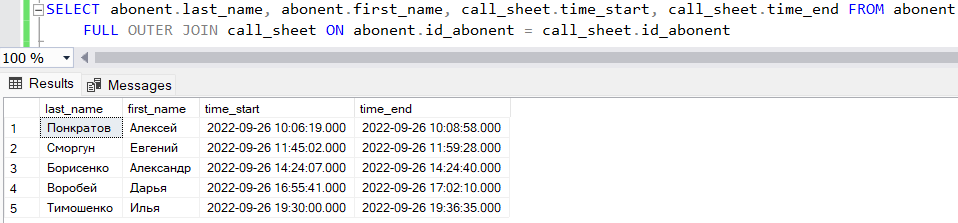 SELECT abonent.last_name, abonent.first_name, call_sheet.time_start, call_sheet.time_end FROM abonent
FULL OUTER JOIN call_sheet ON abonent.id_abonent = call_sheet.id_abonent
100 %
Results Messages
last_name first_name time_start time_end
1 Понкратов Алексей 2022-09-26 10:06:19.000 2022-09-26 10:08:58.000
2 Сморгун Евгений 2022-09-26 11:45:02.000 2022-09-26 11:59:28.000
3 Борисенко Александр 2022-09-26 14:24:07.000 2022-09-26 14:24:40.000
4 Воробей Дарья 2022-09-26 16:55:41.000 2022-09-26 17:02:10.000
5 Тимошенко Илья 2022-09-26 19:30:00.000 2022-09-26 19:36:35.000